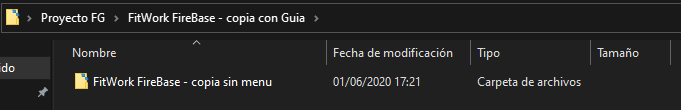 Proyecto FG > FitWork FireBase - copia con Guia >
Nombre Fecha de modificación Tipo Tamaño
ido
FitWork FireBase - copia sin menu 01/06/2020 17:21 Carpeta de archivos